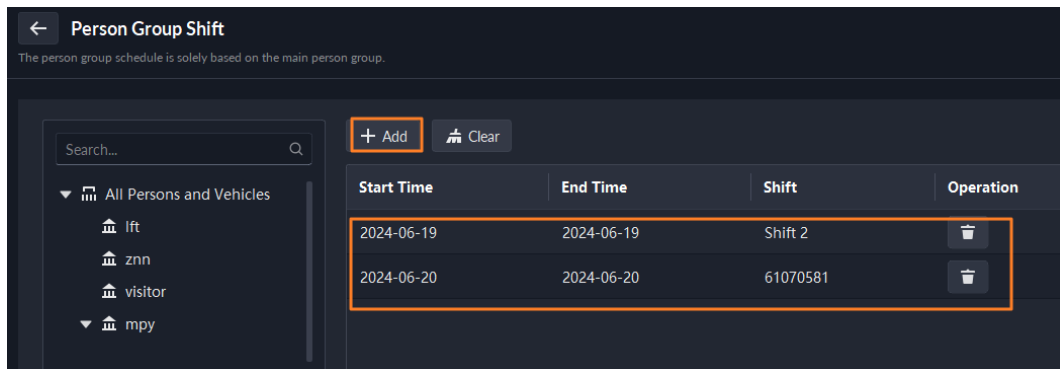 Person Group Shift
The person group schedule is solely based on the main person group.
Search...
All Persons and Vehicles
lft
znn
visitor
mpy
Add
Clear
Start Time End Time Shift Operation
2024-06-19 2024-06-19 Shift 2
2024-06-20 2024-06-20 61070581